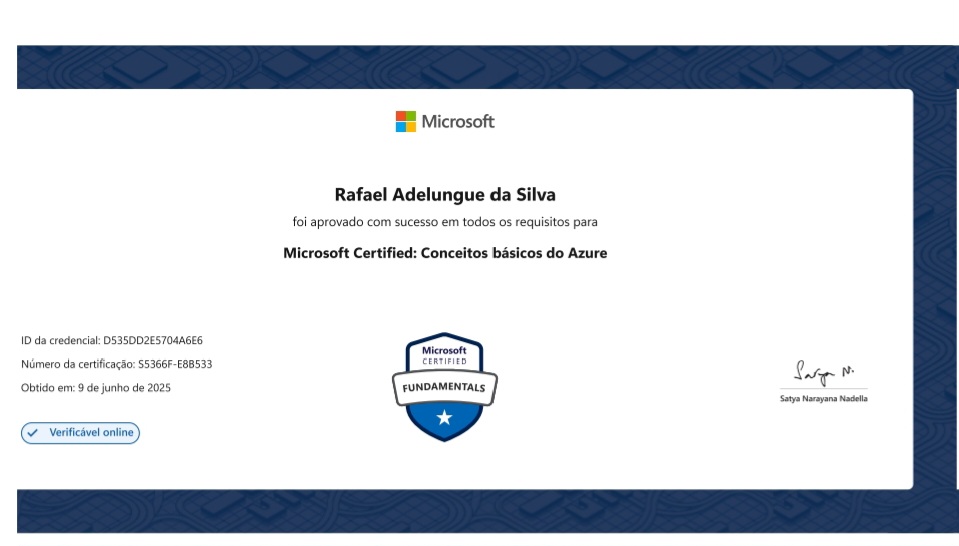 Microsoft
Rafael Adelungue da Silva
foi aprovado com sucesso em todos os requisitos para
Microsoft Certified: Conceitos básicos do Azure
ID da credencial: D535DD2E5704A6E6
Número da certificação: S5366F-E8B533
Obtido em: 9 de junho de 2025
Verificável online
Microsoft
CERTIFIED
FUNDAMENTALS
Satya N.
Satya Narayana Nadella